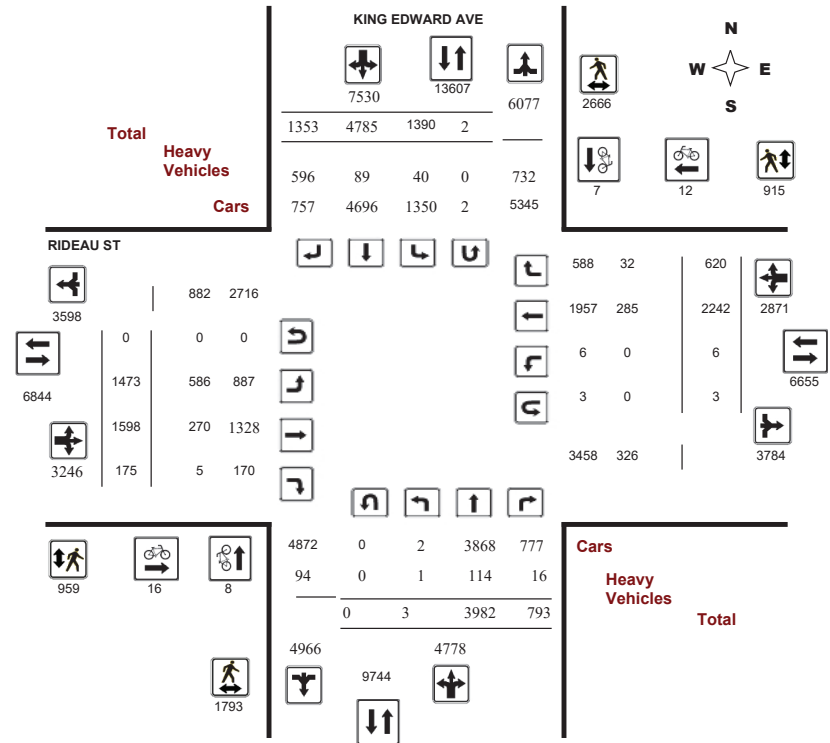 KING EDWARD AVE
N
W E
S
7530
13607
6077
2666
Total
Heavy
Vehicles
Cars
1353 4785 1390 2
596 89 40 0 732
757 4696 1350 2 5345
7
12
915
RIDEAU ST
3598
882 2716
6844
0 0 0
1473 586 887
1598 270 1328
3246
175 5 170
588 32 620
1957 285 2242
2871
6 0 6
6655
3 0 3
3458 326
3784
959
16
8
1793
4872 0 2 3868 777
94 0 1 114 16
0 3 3982 793
4966
9744
4778
Cars
Heavy
Vehicles
Total